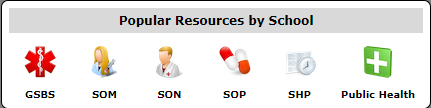 Popular Resources by School
GSBS SOM SON SOP SHP Public Health